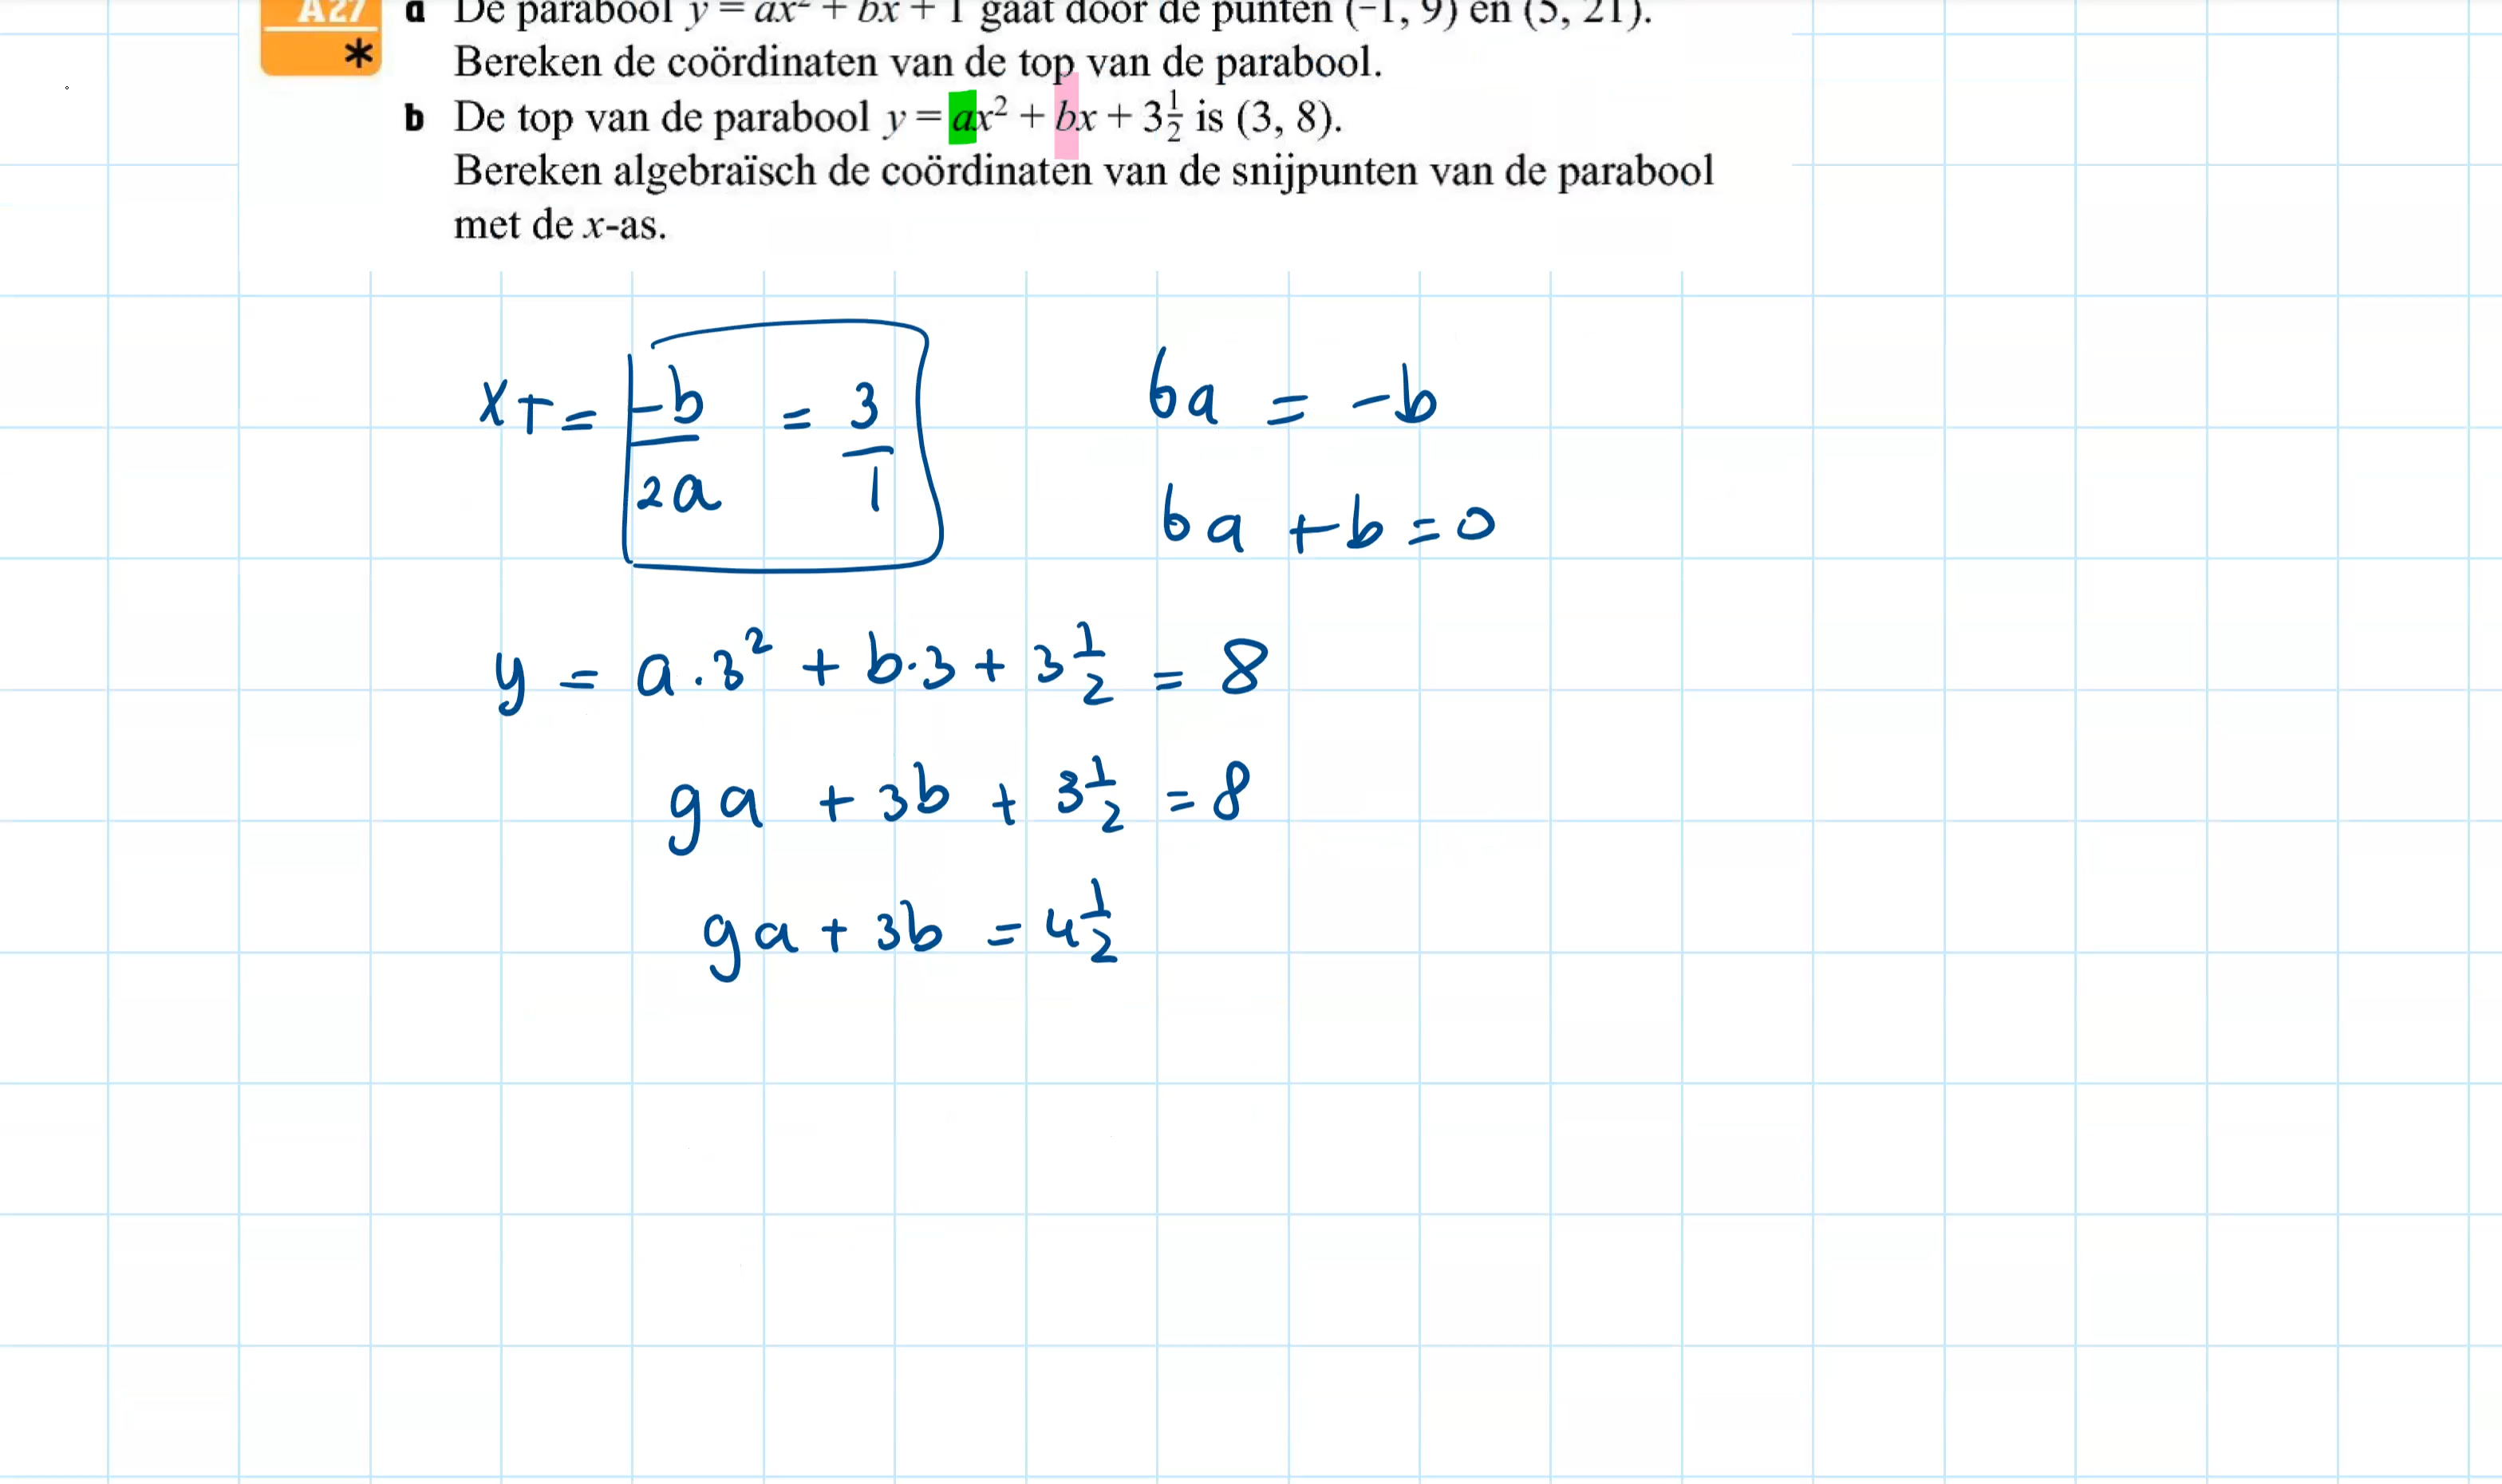 A27 a De parabool y = ax² + bx + 1 gaat door de punten (−1, 9) en (5, 21).
* Bereken de coördinaten van de top van de parabool.
b De top van de parabool y = ax² + bx + 3½ is (3, 8).
Bereken algebraïsch de coördinaten van de snijpunten van de parabool
met de x-as.
x_T = -b/2a = 3/1
6a = -b
6a + b = 0
y = a·3² + b·3 + 3½ = 8
9a + 3b + 3½ = 8
9a + 3b = 4½